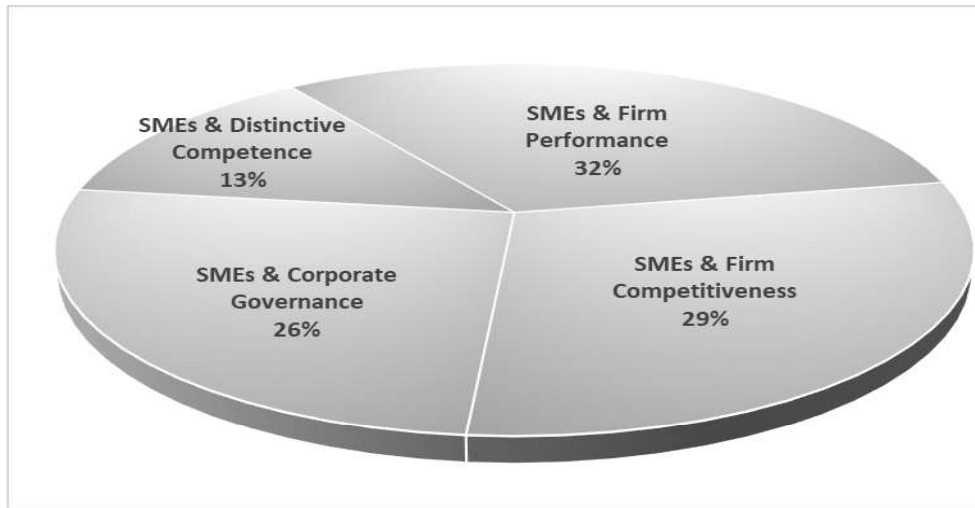 SMEs & Distinctive
Competence
13%
SMEs & Firm
Performance
32%
SMEs & Corporate
Governance
26%
SMEs & Firm
Competitiveness
29%